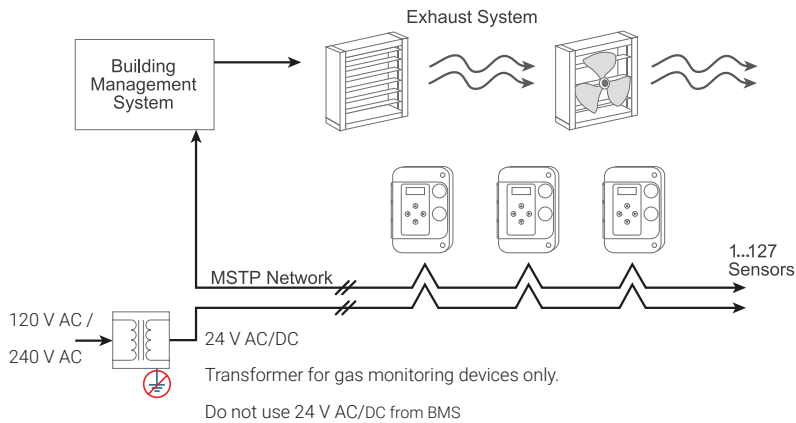 Exhaust System
Building
Management
System
1...127
Sensors
MSTP Network
120 V AC /
240 V AC
24 V AC/DC
Transformer for gas monitoring devices only.
Do not use 24 V AC/DC from BMS